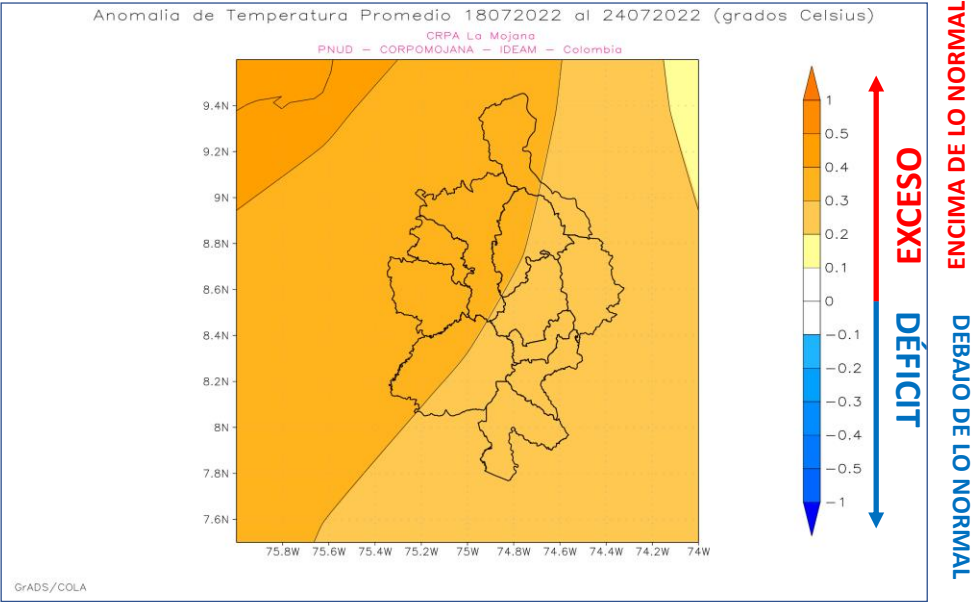 Anomalia de Temperatura Promedio 18072022 al 24072022 (grados Celsius)
CRPA La Mojana
PNUD – CORPOMOJANA – IDEAM – Colombia
9.4N
9.2N
9N
8.8N
8.6N
8.4N
8.2N
8N
7.8N
7.6N
75.8W 75.6W 75.4W 75.2W 75W 74.8W 74.6W 74.4W 74.2W 74W
1
0.5
0.4
0.3
0.2
0.1
0
−0.1
−0.2
−0.3
−0.4
−0.5
−1
EXCESO
DÉFICIT
ENCIMA DE LO NORMAL
DEBAJO DE LO NORMAL
GrADS/COLA